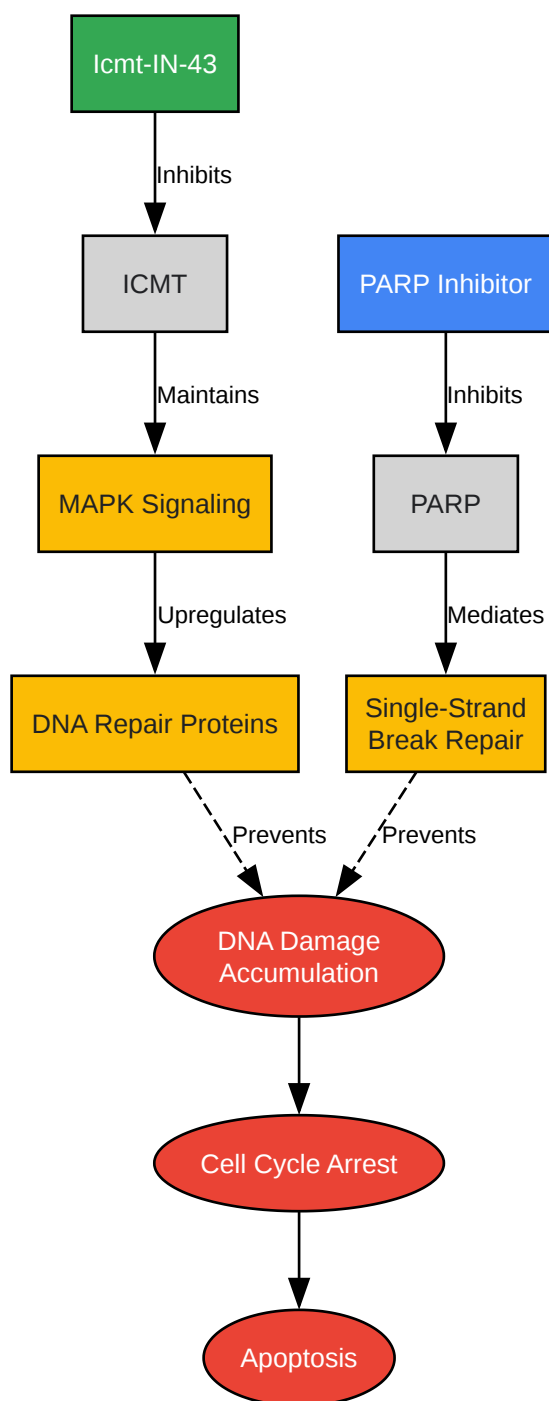 Icmt-IN-43
Inhibits
ICMT
PARP Inhibitor
Maintains
Inhibits
MAPK Signaling
PARP
Upregulates
Mediates
DNA Repair Proteins
Single-Strand
Break Repair
Prevents
Prevents
DNA Damage
Accumulation
Cell Cycle Arrest
Apoptosis